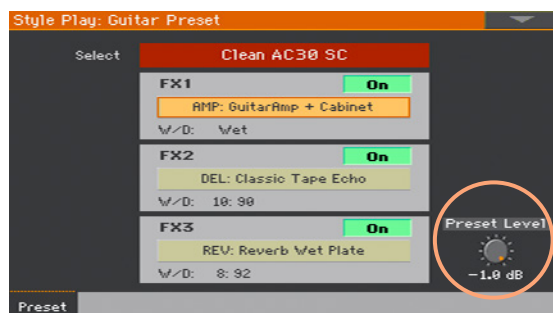 Style Play: Guitar Preset
Select
Clean AC30 SC
FX1
On
AMP: GuitarAmp + Cabinet
W/D: Wet
FX2
On
DEL: Classic Tape Echo
W/D: 10:90
FX3
On
REV: Reverb Wet Plate
W/D: 8:92
Preset Level
-1.0 dB
Preset